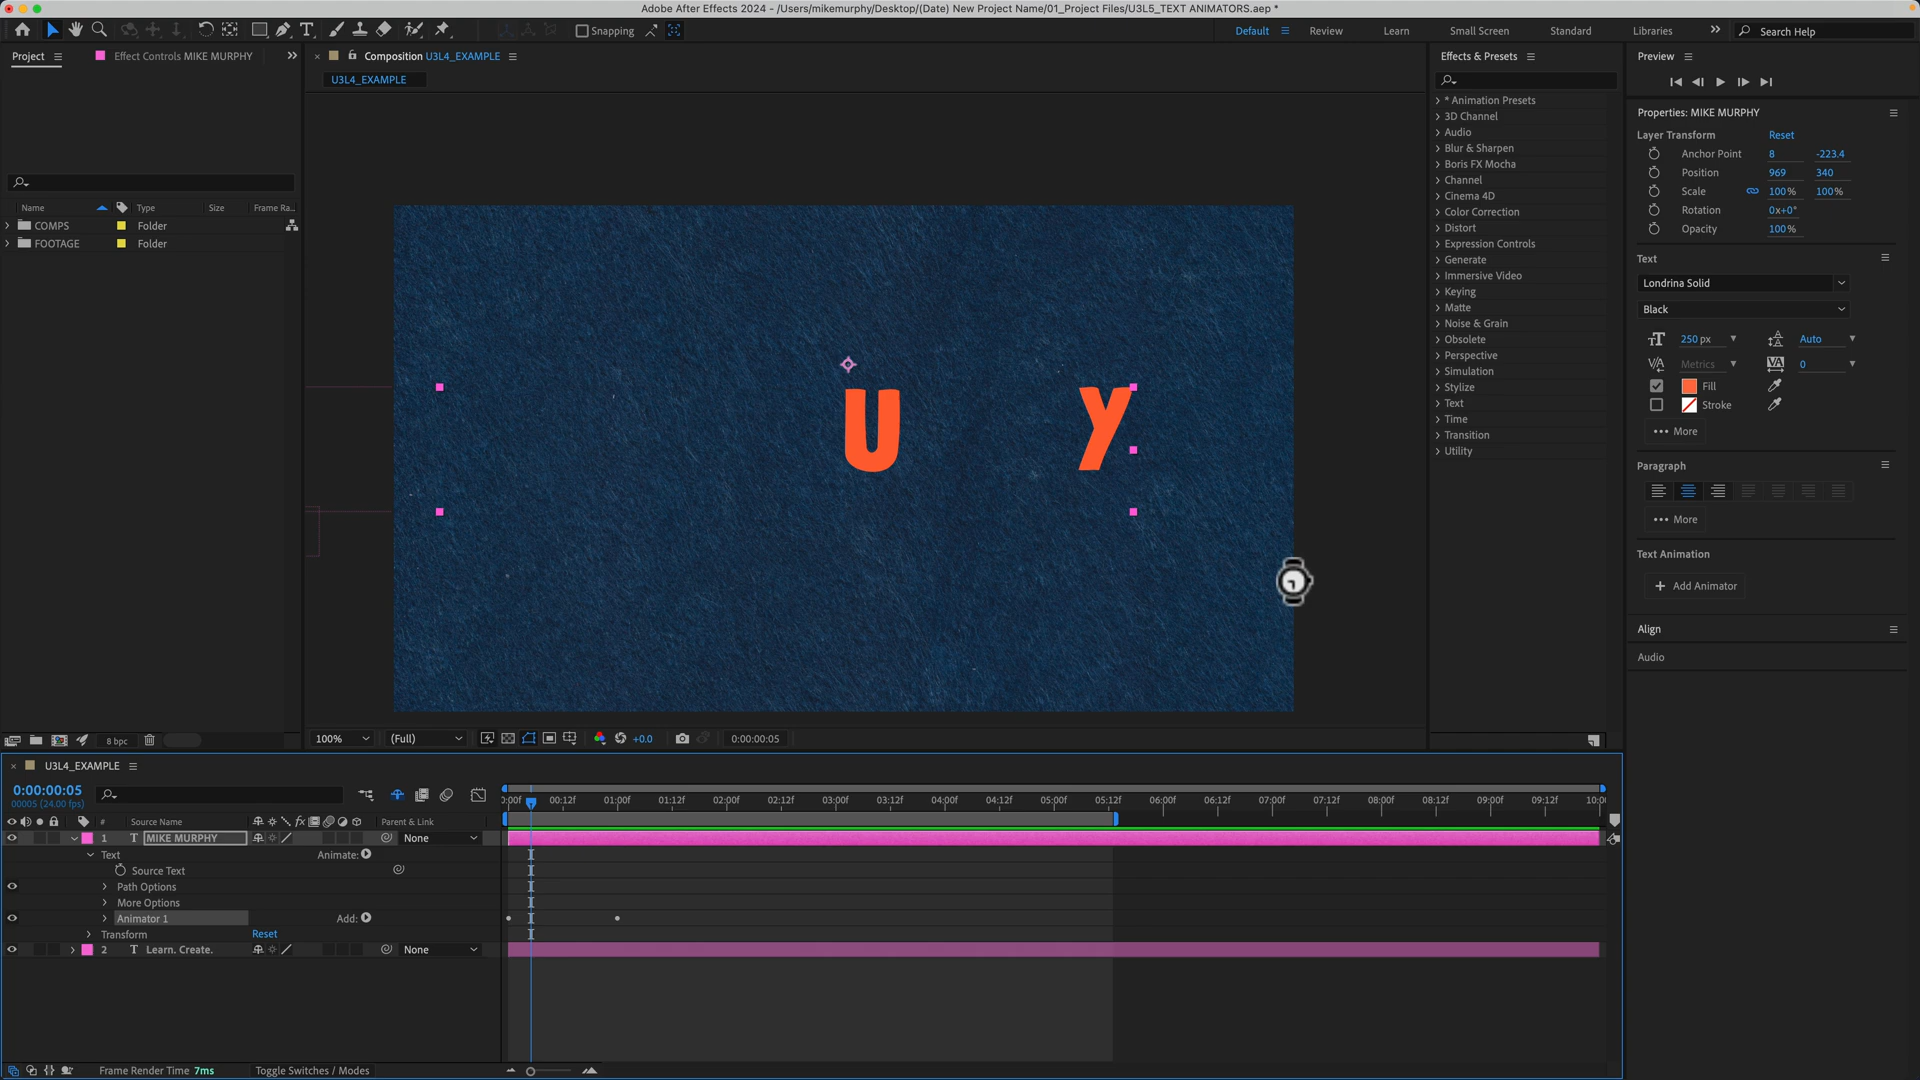 Adobe After Effects 2024 - /Users/mikemurphy/Desktop/(Date) New Project Name/01_Project Files/U3L5_TEXT ANIMATORS.aep *
Snapping
Default
Review
Learn
Small Screen
Standard
Libraries
Search Help
Project
Effect Controls MIKE MURPHY
Composition U3L4_EXAMPLE
U3L4_EXAMPLE
Name
Type
Size
Frame Ra...
COMPS
Folder
FOOTAGE
Folder
8 bpc
U Y
100%
(Full)
+0.0
0:00:00:05
Effects & Presets
* Animation Presets
3D Channel
Audio
Blur & Sharpen
Boris FX Mocha
Channel
Cinema 4D
Color Correction
Distort
Expression Controls
Generate
Immersive Video
Keying
Matte
Noise & Grain
Obsolete
Perspective
Simulation
Stylize
Text
Time
Transition
Utility
Preview
Properties: MIKE MURPHY
Layer Transform Reset
Anchor Point 8 -223.4
Position 969 340
Scale 100% 100%
Rotation 0x+0°
Opacity 100%
Text
Londrina Solid
Black
250 px Auto
Metrics 0
Fill
Stroke
More
Paragraph
More
Text Animation
Add Animator
Align
Audio
U3L4_EXAMPLE
0:00:00:05
00005 (24.00 fps)
00:12f 01:00f 01:12f 02:00f 02:12f 03:00f 03:12f 04:00f 04:12f 05:00f 05:12f 06:00f 06:12f 07:00f 07:12f 08:00f 08:12f 09:00f 09:12f
# Source Name fx Parent & Link
1 T MIKE MURPHY None
Text Animate:
Source Text
Path Options
More Options
Animator 1 Add:
Transform Reset
2 T Learn. Create. None
Frame Render Time 7ms
Toggle Switches / Modes